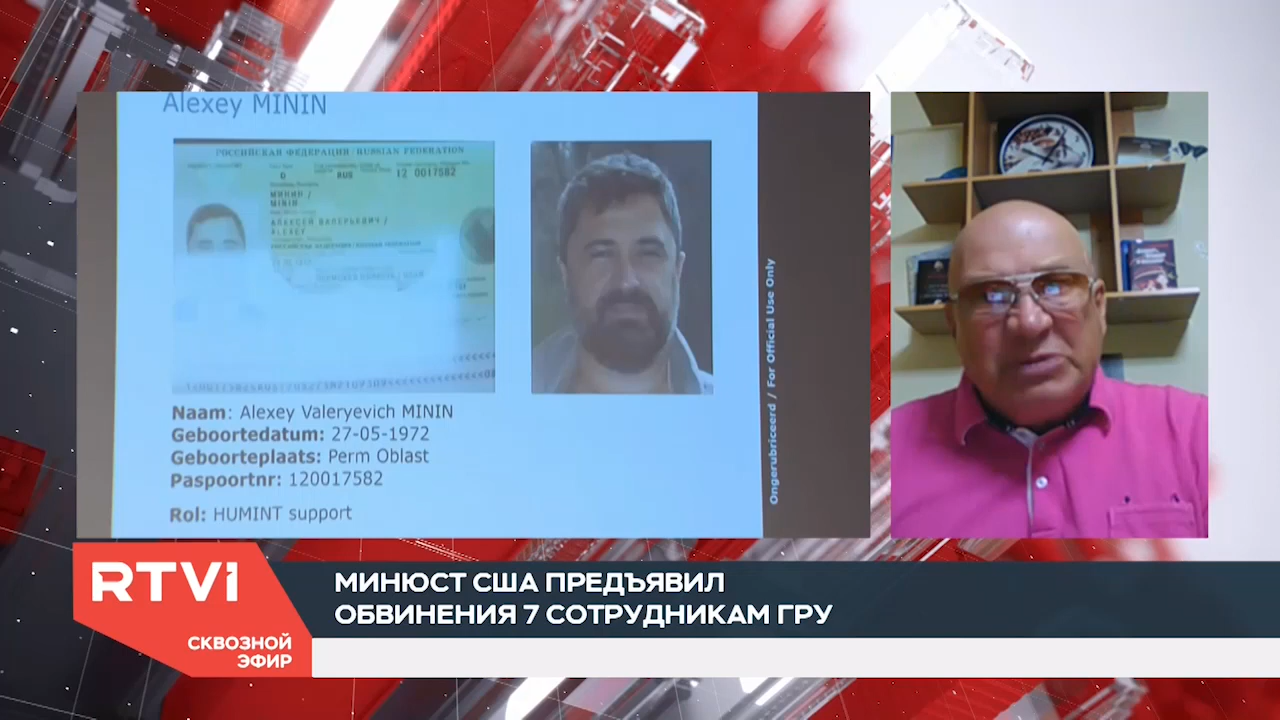 Alexey MININ
РОССИЙСКАЯ ФЕДЕРАЦИЯ / RUSSIAN FEDERATION
D RUS 12 0017582
МИНИН /
MININ
АЛЕКСЕЙ ВАЛЕРЬЕВИЧ /
ALEXEY
Naam: Alexey Valeryevich MININ
Geboortedatum: 27-05-1972
Geboorteplaats: Perm Oblast
Paspoortnr: 120017582
Rol: HUMINT support
Ongerubriceerd / For Official Use Only
RTVi
СКВОЗНОЙ
ЭФИР
МИНЮСТ США ПРЕДЪЯВИЛ
ОБВИНЕНИЯ 7 СОТРУДНИКАМ ГРУ